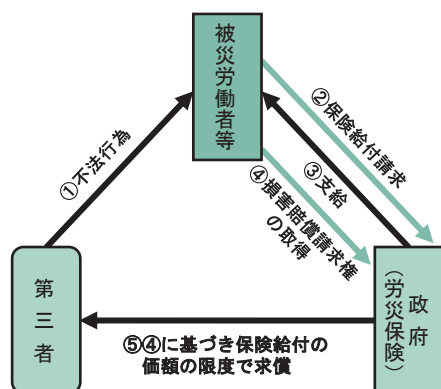 被災労働者等
①不法行為
②保険給付請求
③支給
④損害賠償請求権
の取得
第三者
政府
(労災保険)
⑤④に基づき保険給付の
価額の限度で求償